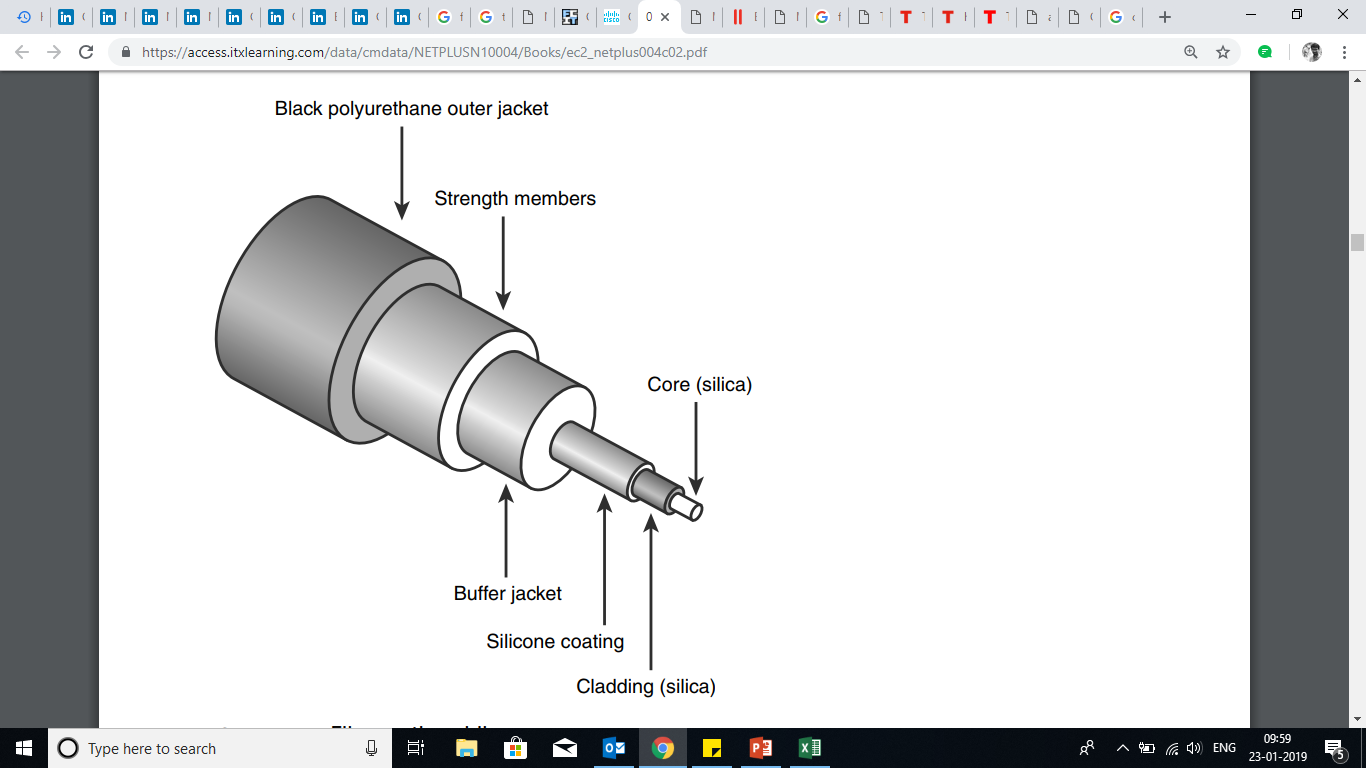 https://access.itxlearning.com/data/cmdata/NETPLUSN10004/Books/ec2_netplus004c02.pdf
Black polyurethane outer jacket
Strength members
Core (silica)
Buffer jacket
Silicone coating
Cladding (silica)
Type here to search
ENG
09:59
23-01-2019
5